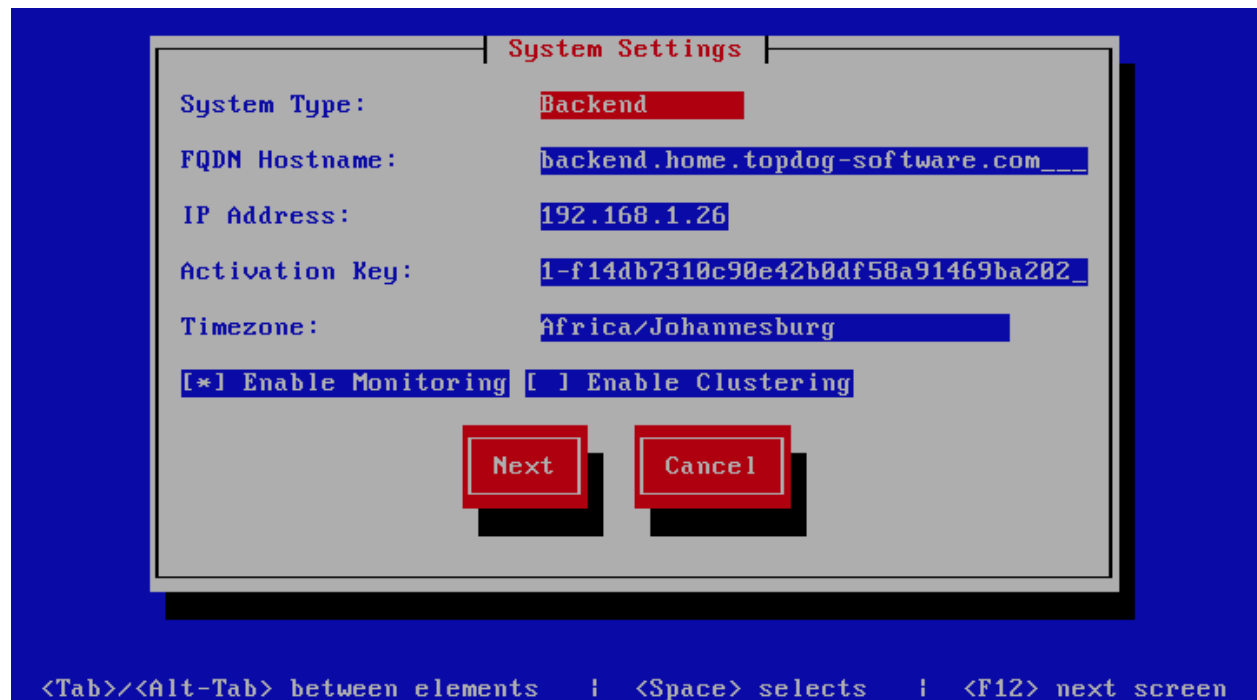 System Settings
System Type: Backend
FQDN Hostname: backend.home.topdog-software.com___
IP Address: 192.168.1.26
Activation Key: 1-f14db7310c90e42b0df58a91469ba202_
Timezone: Africa/Johannesburg
[*] Enable Monitoring [ ] Enable Clustering
Next Cancel
<Tab>/<Alt-Tab> between elements | <Space> selects | <F12> next screen